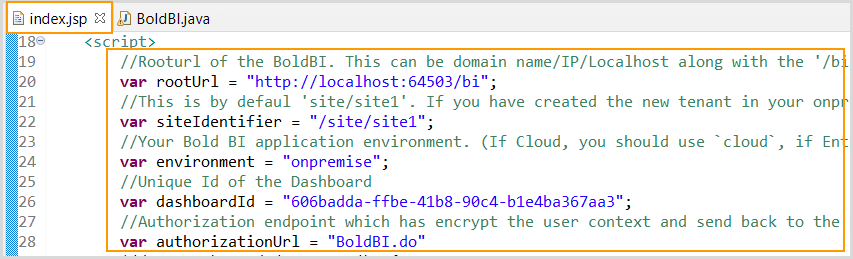 index.jsp BoldBI.java
18 <script>
19 //Rooturl of the BoldBI. This can be domain name/IP/Localhost along with the '/bi
20 var rootUrl = "http://localhost:64503/bi";
21 //This is by defaul 'site/site1'. If you have created the new tenant in your onpr
22 var siteIdentifier = "/site/site1";
23 //Your Bold BI application environment. (If Cloud, you should use `cloud`, if Ent
24 var environment = "onpremise";
25 //Unique Id of the Dashboard
26 var dashboardId = "606badda-ffbe-41b8-90c4-b1e4ba367aa3";
27 //Authorization endpoint which has encrypt the user context and send back to the
28 var authorizationUrl = "BoldBI.do"